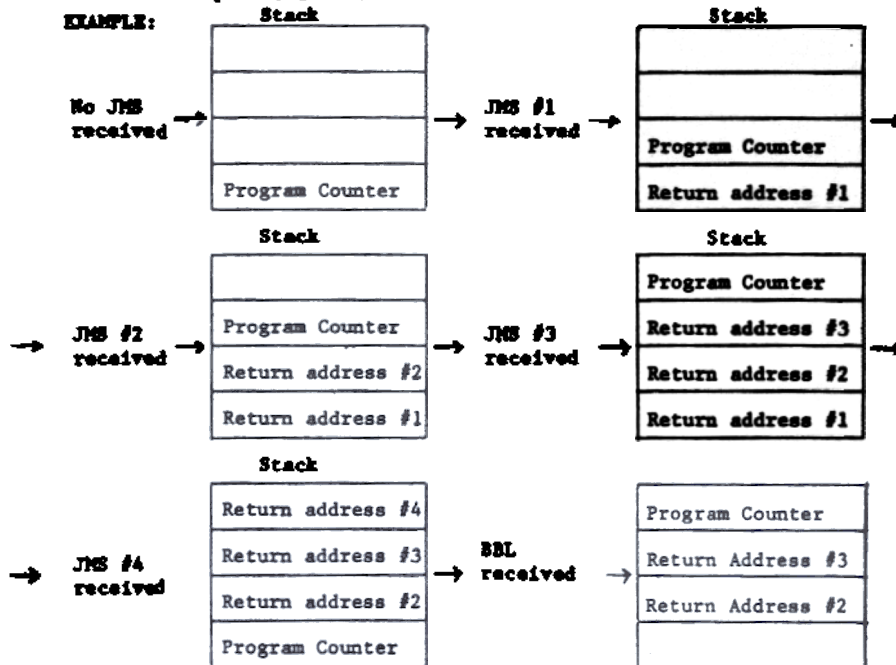 EXAMPLE:
Stack
Stack
No JMS
received
Program Counter
JMS #1
received
Program Counter
Return address #1
Stack
Stack
JMS #2
received
Program Counter
Return address #2
Return address #1
JMS #3
received
Program Counter
Return address #3
Return address #2
Return address #1
Stack
JMS #4
received
Return address #4
Return address #3
Return address #2
Program Counter
BBL
received
Program Counter
Return Address #3
Return Address #2